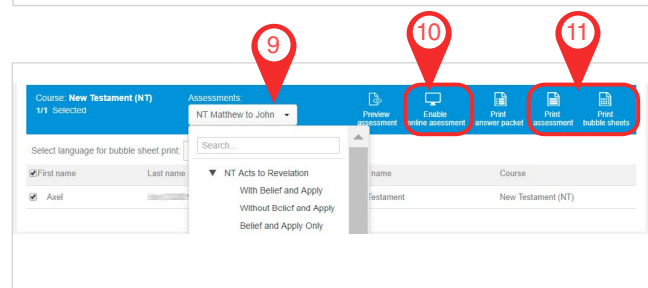 9
10
11
Course: New Testament (NT)
1/1 Selected
Assessments:
NT Matthew to John
Preview
assessment
Enable
online asessment
Print
answer packet
Print
assessment
Print
bubble sheets
Select language for bubble sheet print:
Search...
NT Acts to Revelation
With Belief and Apply
Without Belief and Apply
Belief and Apply Only
First name
Last name
name
Course
Axel
Testament
New Testament (NT)